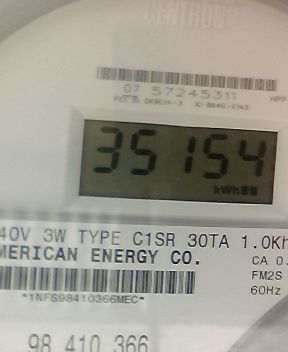 CENTRON®
07 57245311
35154
kWh
40V 3W TYPE C1SR 30TA 1.0Kh
MERICAN ENERGY CO.
CA 0.
FM2S
*1NFS98410366MEC*
60Hz
98 410 366